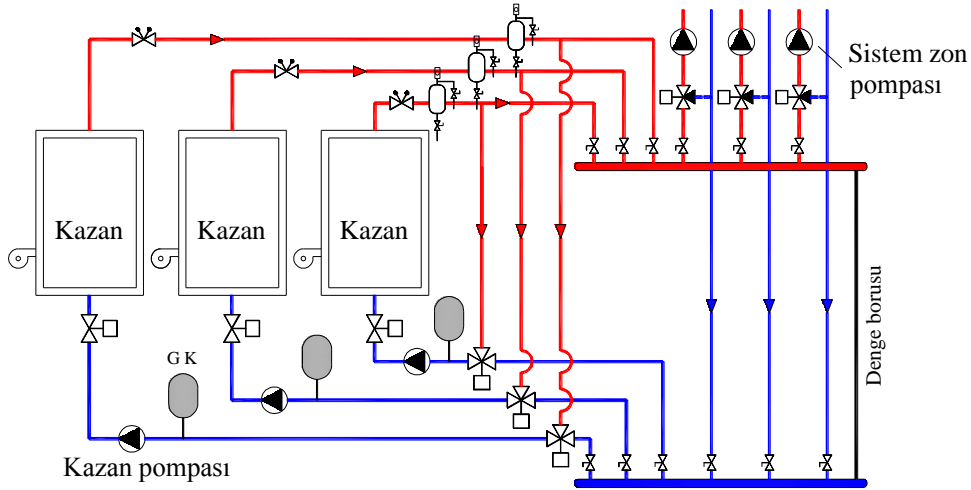 Sistem zon
pompası
Kazan
Kazan
Kazan
Denge borusu
G K
Kazan pompası